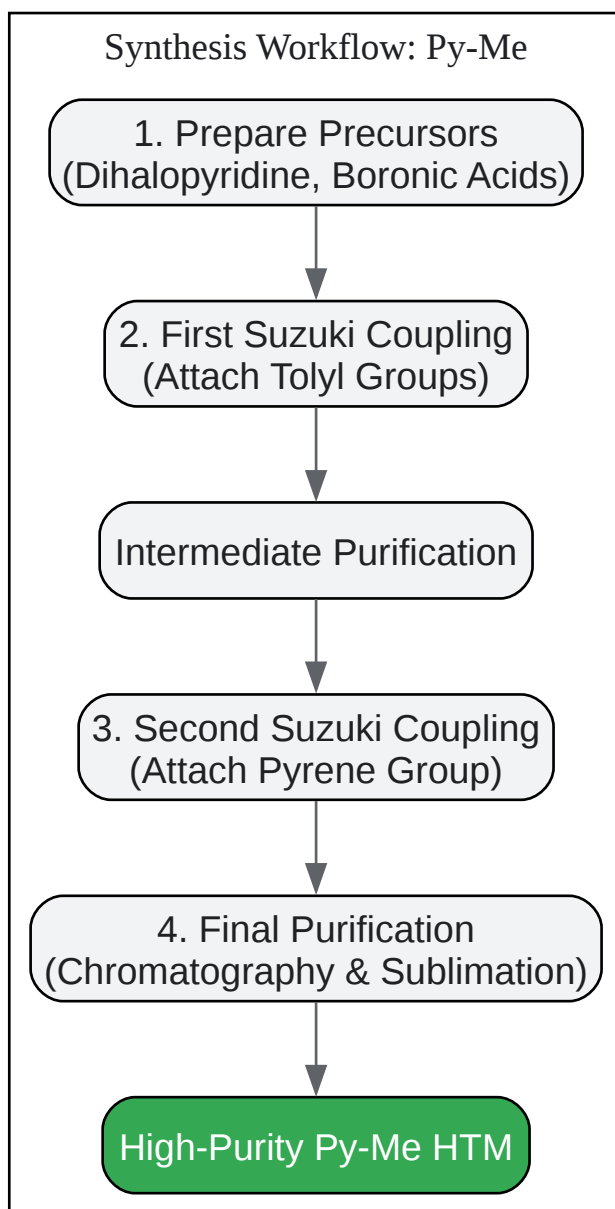 Synthesis Workflow: Py-Me
1. Prepare Precursors
(Dihalopyridine, Boronic Acids)
2. First Suzuki Coupling
(Attach Tolyl Groups)
Intermediate Purification
3. Second Suzuki Coupling
(Attach Pyrene Group)
4. Final Purification
(Chromatography & Sublimation)
High-Purity Py-Me HTM